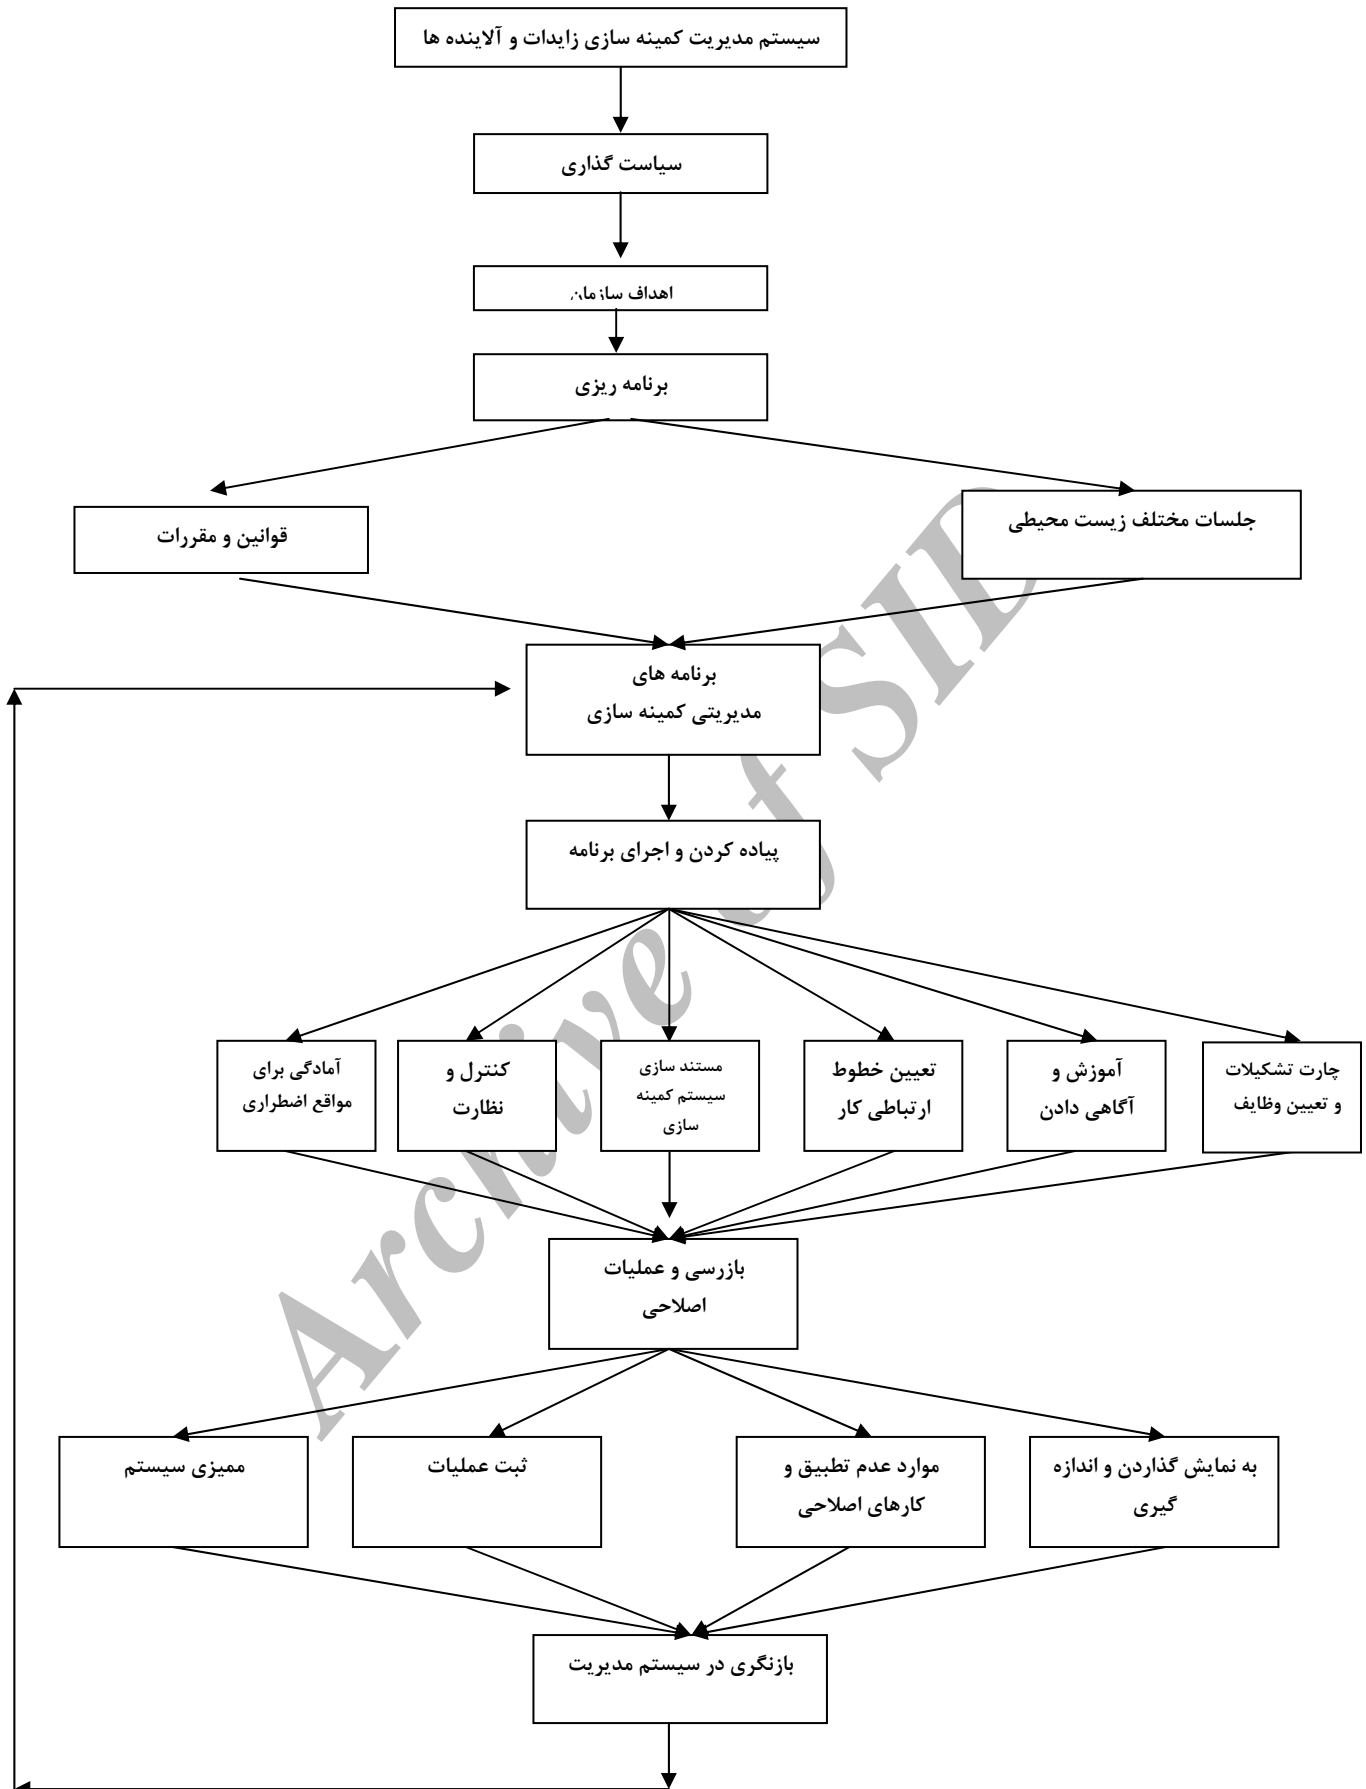 سیستم مدیریت کمینه سازی زایدات و آلاینده ها
سیاست گذاری
اهداف سازمان
برنامه ریزی
جلسات مختلف زیست محیطی
قوانین و مقررات
برنامه های
مدیریتی کمینه سازی
پیاده کردن و اجرای برنامه
چارت تشکیلات
و تعیین وظایف
آموزش و
آگاهی دادن
تعیین خطوط
ارتباطی کار
مستند سازی
سیستم کمینه
سازی
کنترل و
نظارت
آمادگی برای
مواقع اضطراری
بازرسی و عملیات
اصلاحی
به نمایش گذاردن و اندازه
گیری
موارد عدم تطبیق و
کارهای اصلاحی
ثبت عملیات
ممیزی سیستم
بازنگری در سیستم مدیریت
Archive of SID